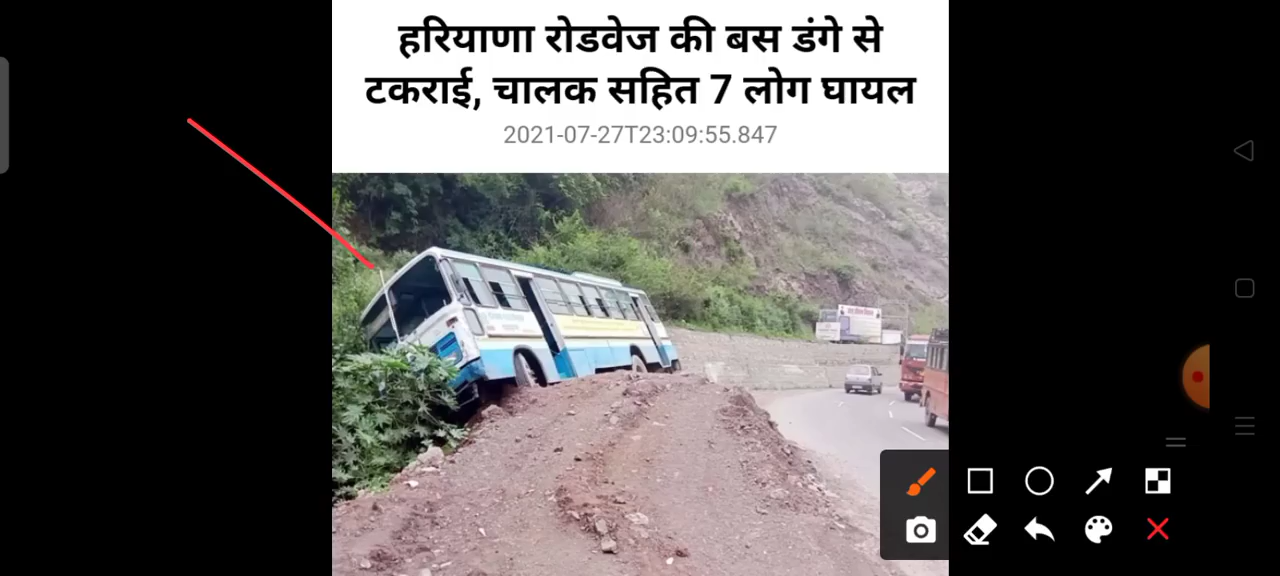 हरियाणा रोडवेज की बस डंगे से
टकराई, चालक सहित 7 लोग घायल
2021-07-27T23:09:55.847